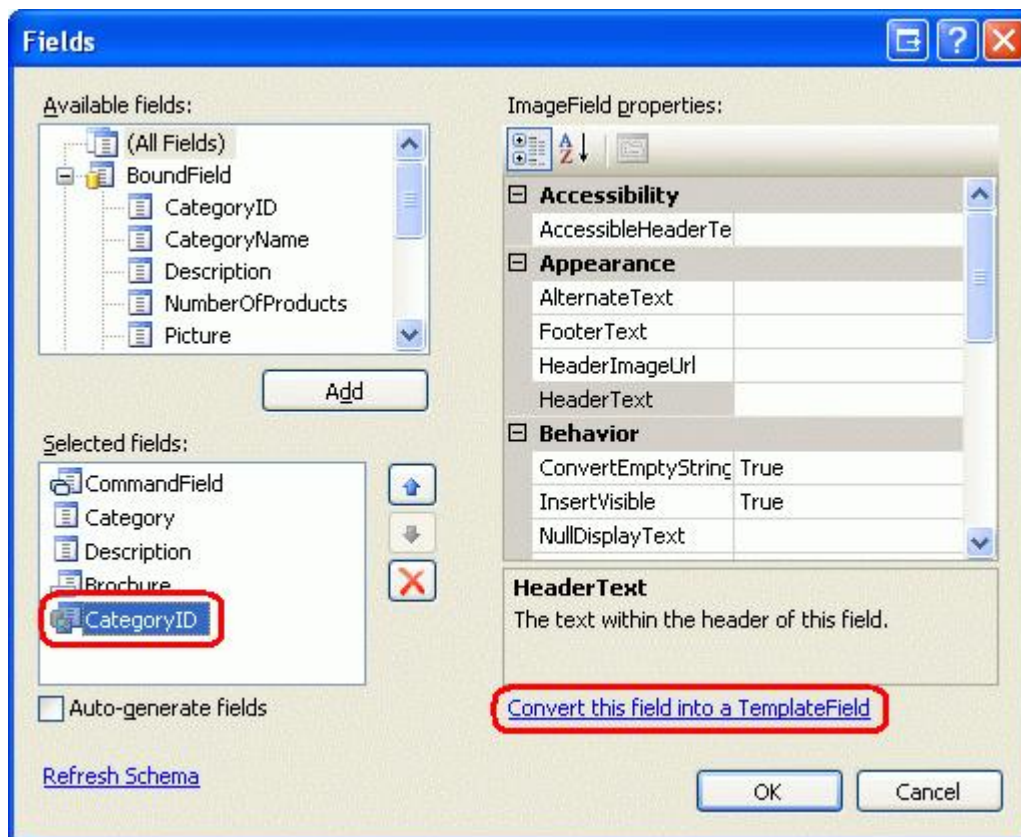 Fields
Available fields:
(All Fields)
BoundField
CategoryID
CategoryName
Description
NumberOfProducts
Picture
Add
Selected fields:
CommandField
Category
Description
Brochure
CategoryID
Auto-generate fields
Refresh Schema
ImageField properties:
Accessibility
AccessibleHeaderTe
Appearance
AlternateText
FooterText
HeaderImageUrl
HeaderText
Behavior
ConvertEmptyString True
InsertVisible True
NullDisplayText
HeaderText
The text within the header of this field.
Convert this field into a TemplateField
OK Cancel